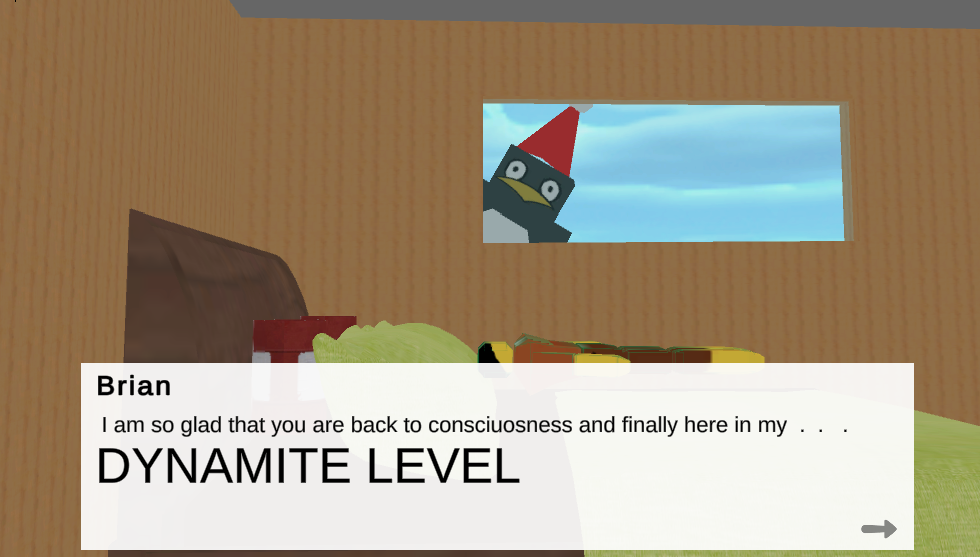 Brian
I am so glad that you are back to consciuosness and finally here in my . . .
DYNAMITE LEVEL